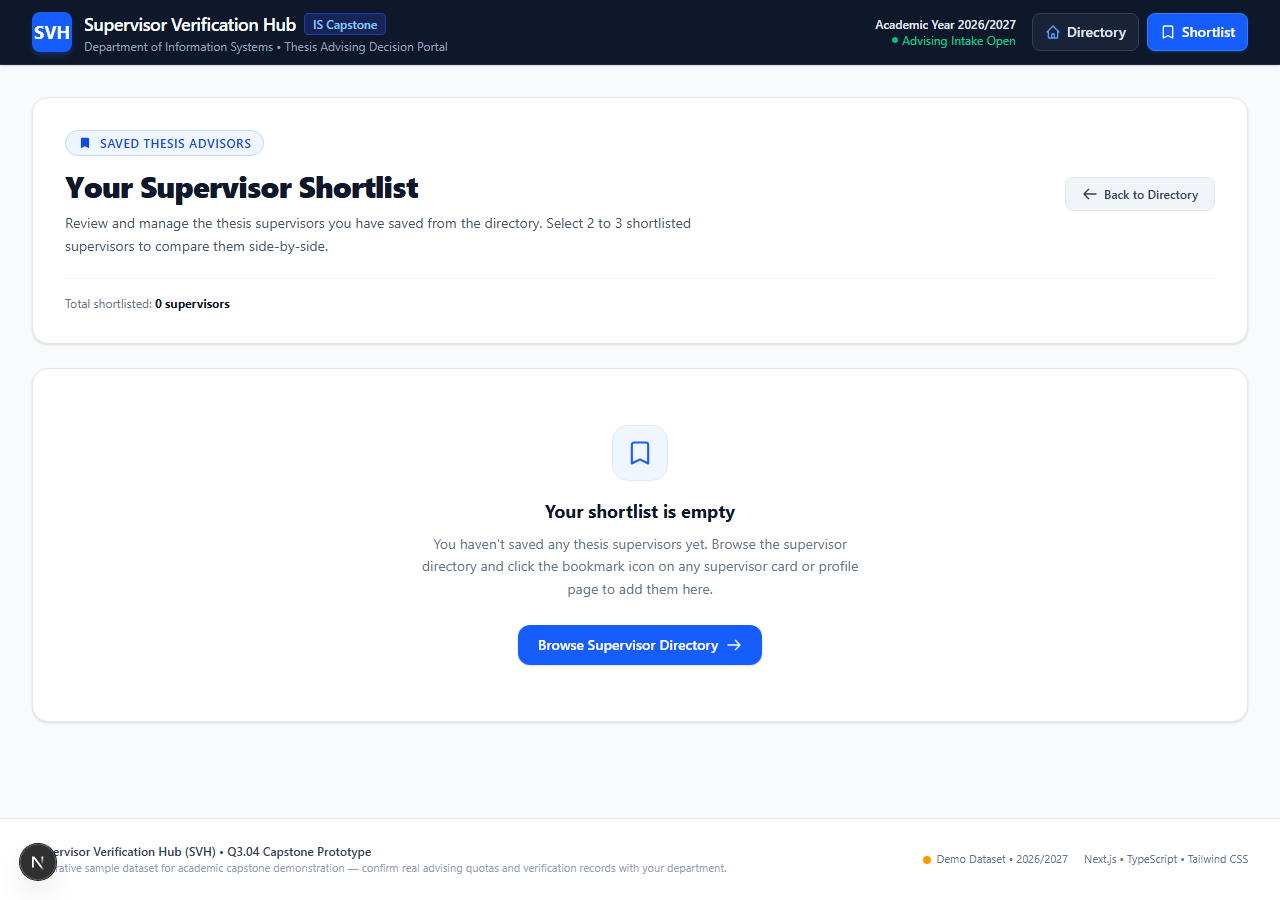 SVH
Supervisor Verification Hub
IS Capstone
Department of Information Systems • Thesis Advising Decision Portal
Academic Year 2026/2027
Advising Intake Open
Directory
Shortlist
SAVED THESIS ADVISORS
Your Supervisor Shortlist
Review and manage the thesis supervisors you have saved from the directory. Select 2 to 3 shortlisted
supervisors to compare them side-by-side.
Back to Directory
Total shortlisted: 0 supervisors
Your shortlist is empty
You haven't saved any thesis supervisors yet. Browse the supervisor
directory and click the bookmark icon on any supervisor card or profile
page to add them here.
Browse Supervisor Directory
N
Verification Hub (SVH) • Q3.04 Capstone Prototype
sample dataset for academic capstone demonstration — confirm real advising quotas and verification records with your department.
Demo Dataset • 2026/2027
Next.js • TypeScript • Tailwind CSS